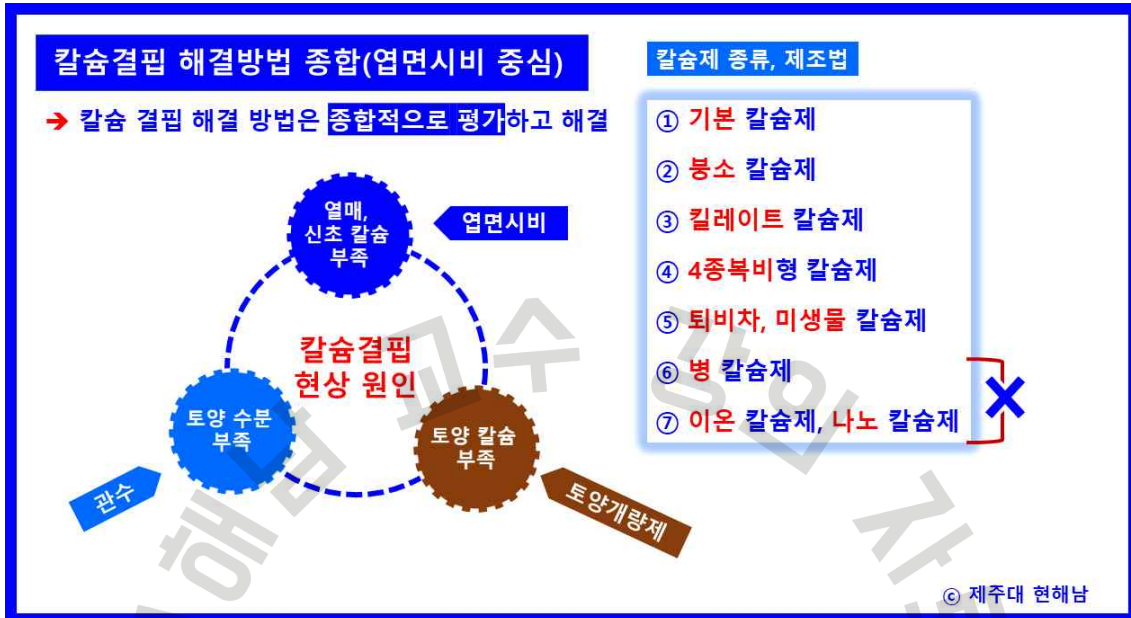 칼슘결핍 해결방법 종합(엽면시비 중심)
➔ 칼슘 결핍 해결 방법은 종합적으로 평가하고 해결
열매,
신초 칼슘
부족
엽면시비
칼슘결핍
현상 원인
토양 수분
부족
관수
토양 칼슘
부족
토양개량제
칼슘제 종류, 제조법
① 기본 칼슘제
② 붕소 칼슘제
③ 킬레이트 칼슘제
④ 4종복비형 칼슘제
⑤ 퇴비차, 미생물 칼슘제
⑥ 병 칼슘제
⑦ 이온 칼슘제, 나노 칼슘제
ⓒ 제주대 현해남
해남 교수 강의 자